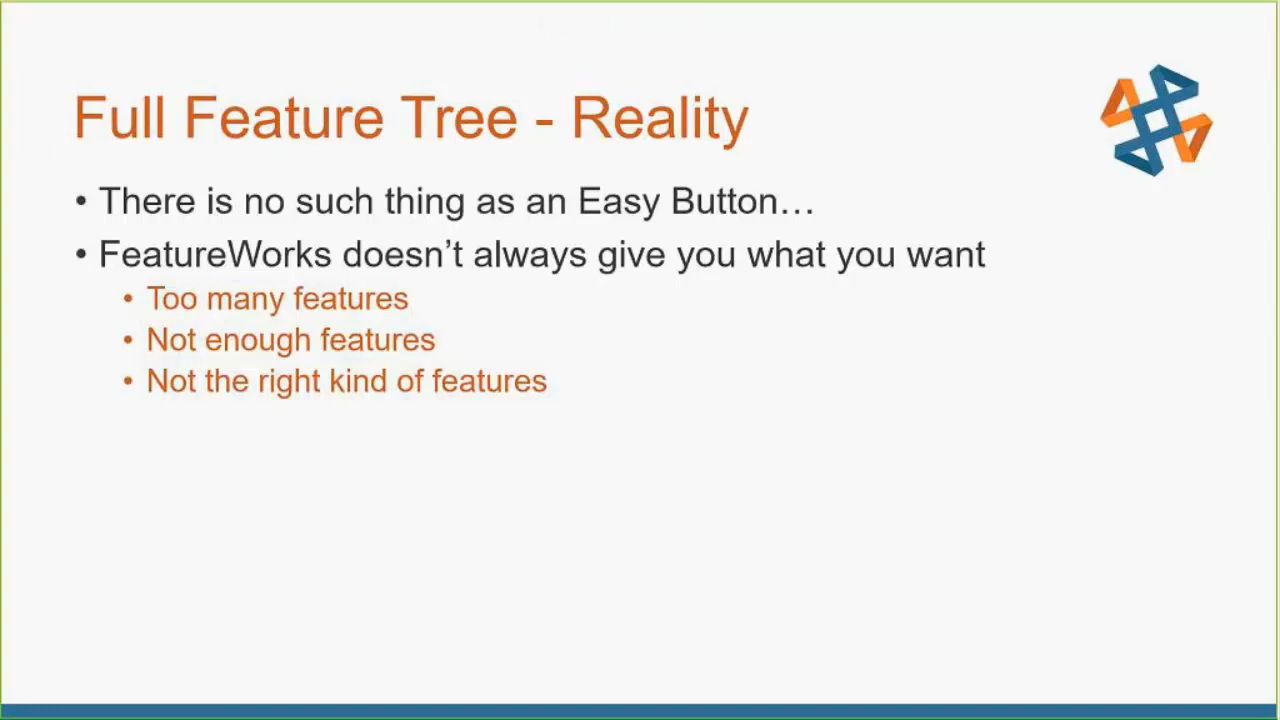 Full Feature Tree - Reality
• There is no such thing as an Easy Button…
• FeatureWorks doesn’t always give you what you want
• Too many features
• Not enough features
• Not the right kind of features